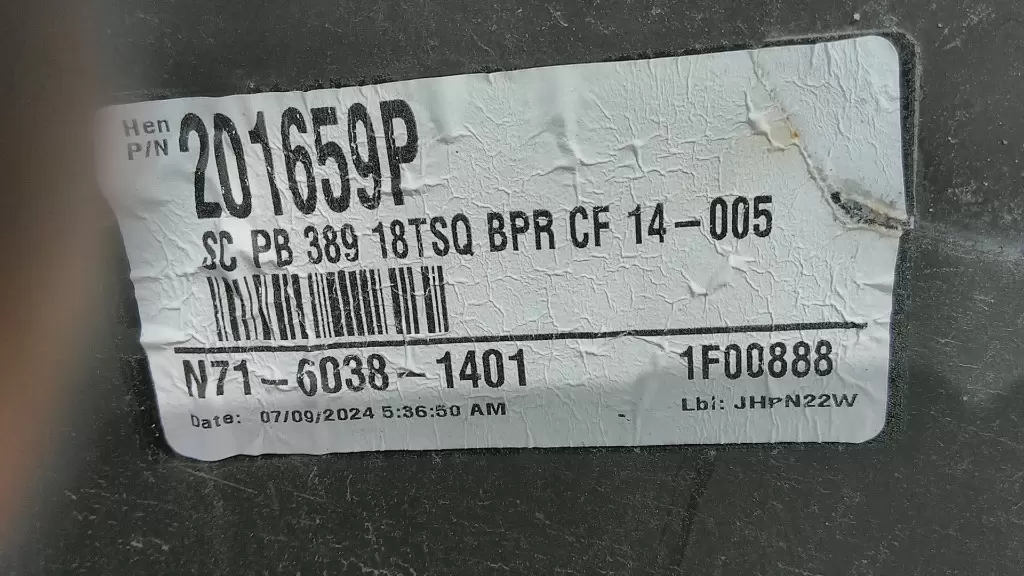 Hen P/N 201659P
SC PB 389 18TSQ BPR CF 14-005
N71-6038-1401 1F00888
Date: 07/09/2024 5:36:50 AM Lbl: JHPN22W